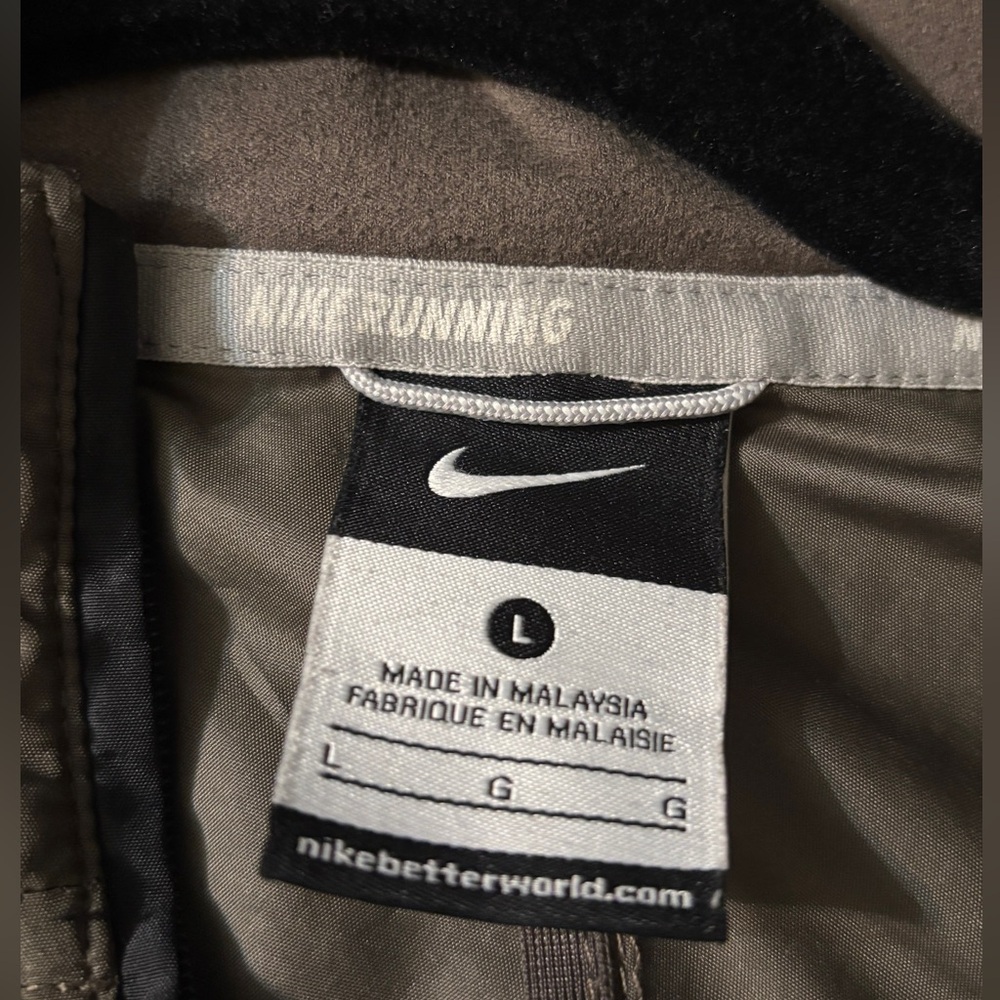 NIKE RUNNING
L
MADE IN MALAYSIA
FABRIQUE EN MALAISIE
L G G
nikebetterworld.com